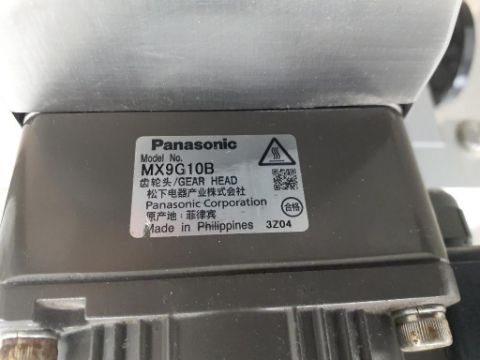 Panasonic
Model No.
MX9G10B
齿轮头/GEAR HEAD
松下电器产业株式会社
Panasonic Corporation
原产地:菲律宾
合格
Made in Philippines 3Z04